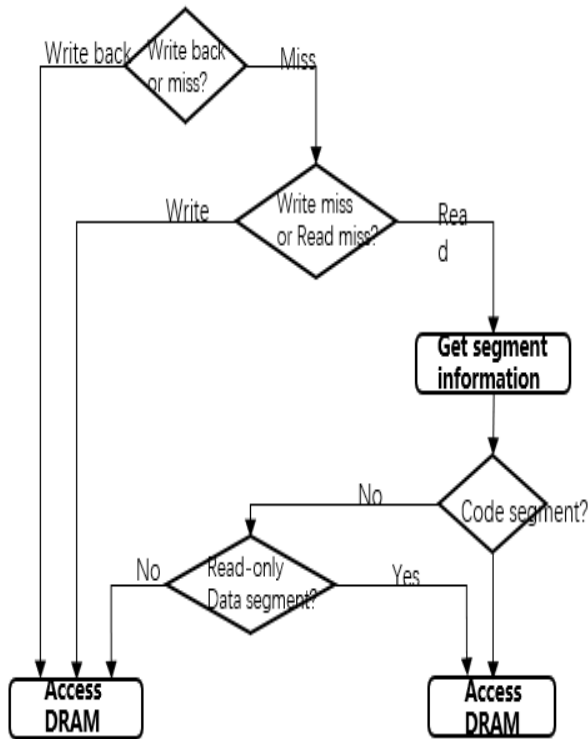 Write back
Write back
or miss?
Miss
Write
Write miss
or Read miss?
Rea
d
Get segment
information
No
Code segment?
No
Read-only
Data segment?
Yes
Access
DRAM
Access
DRAM